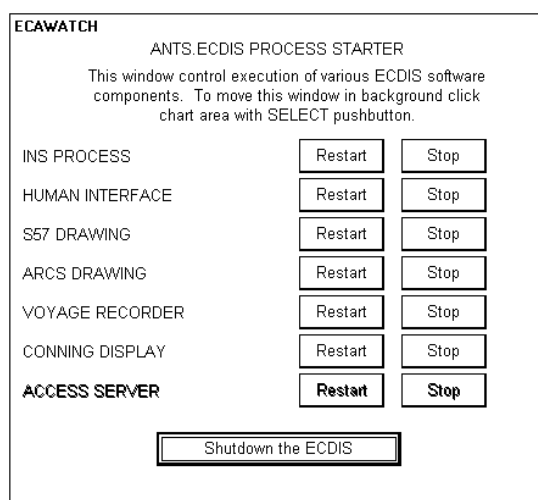 ECAWATCH
ANTS.ECDIS PROCESS STARTER
This window control execution of various ECDIS software
components. To move this window in background click
chart area with SELECT pushbutton.
INS PROCESS Restart Stop
HUMAN INTERFACE Restart Stop
S57 DRAWING Restart Stop
ARCS DRAWING Restart Stop
VOYAGE RECORDER Restart Stop
CONNING DISPLAY Restart Stop
ACCESS SERVER Restart Stop
Shutdown the ECDIS